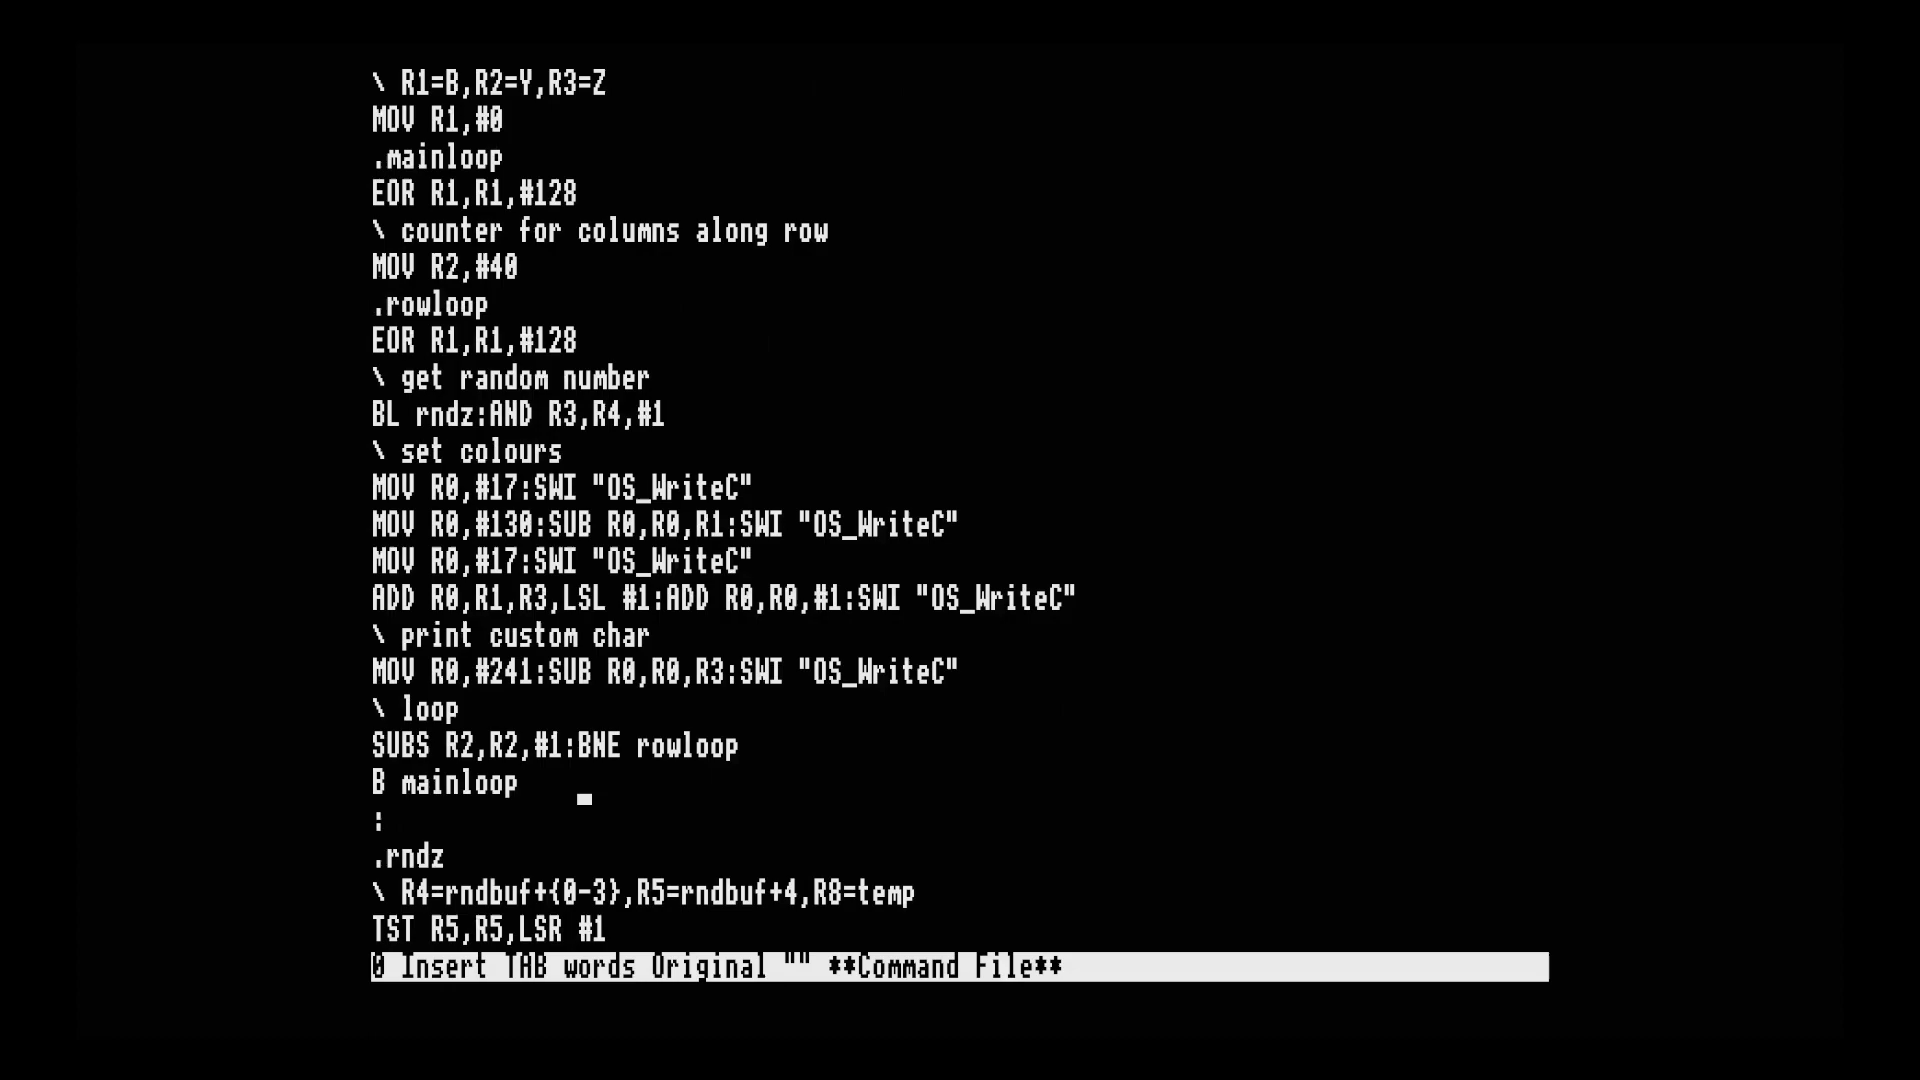 \ R1=B,R2=Y,R3=Z
MOV R1,#0
.mainloop
EOR R1,R1,#128
\ counter for columns along row
MOV R2,#40
.rowloop
EOR R1,R1,#128
\ get random number
BL rndz:AND R3,R4,#1
\ set colours
MOV R0,#17:SWI "OS_WriteC"
MOV R0,#130:SUB R0,R0,R1:SWI "OS_WriteC"
MOV R0,#17:SWI "OS_WriteC"
ADD R0,R1,R3,LSL #1:ADD R0,R0,#1:SWI "OS_WriteC"
\ print custom char
MOV R0,#241:SUB R0,R0,R3:SWI "OS_WriteC"
\ loop
SUBS R2,R2,#1:BNE rowloop
B mainloop
:
.rndz
\ R4=rndbuf+{0-3},R5=rndbuf+4,R8=temp
TST R5,R5,LSR #1
0 Insert TAB words Original "" **Command File**